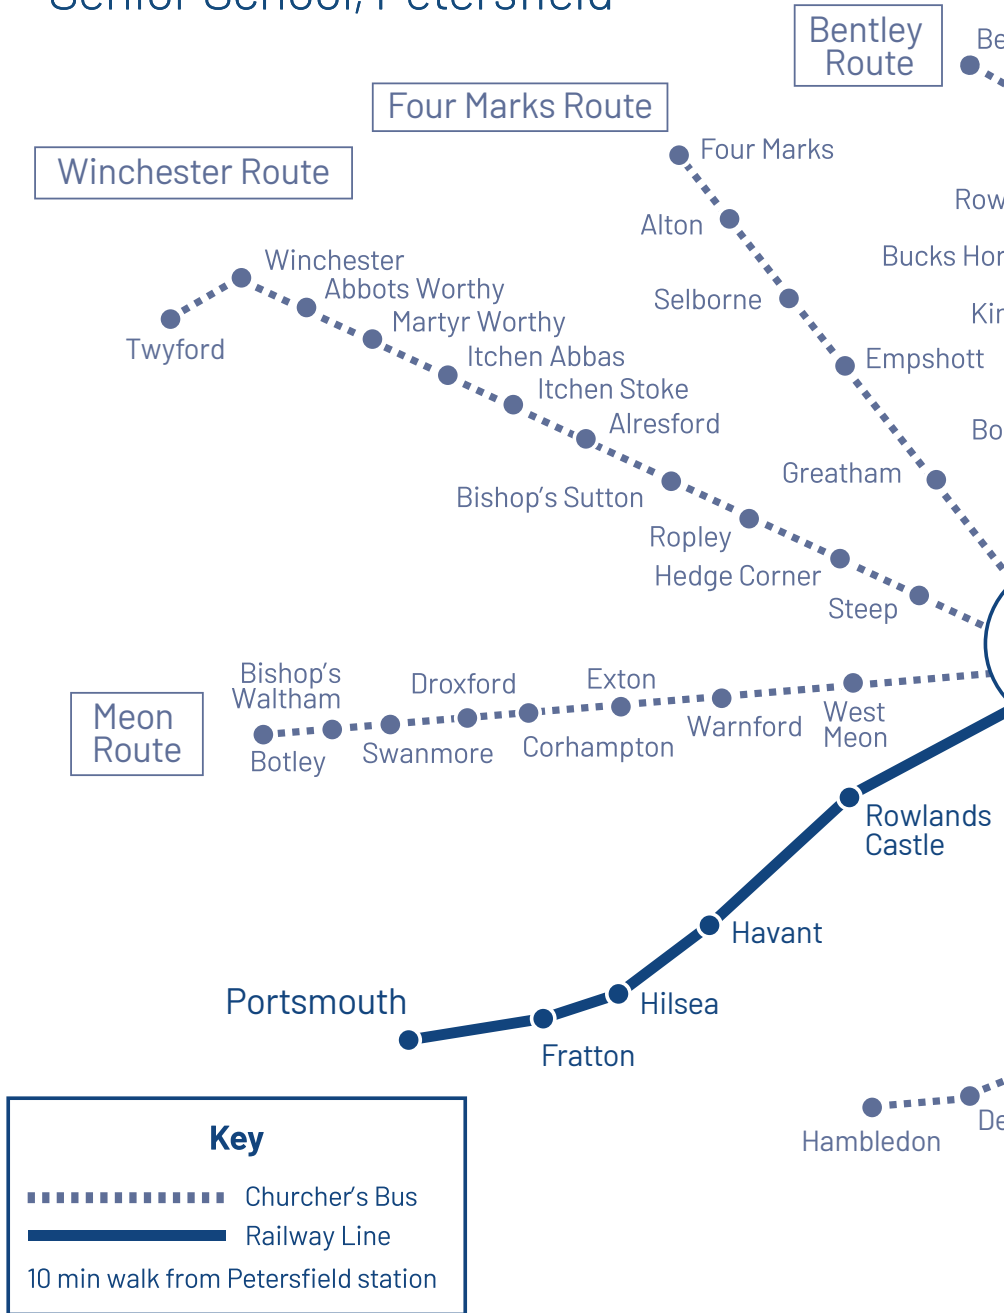 Senior School, Petersfield
Bentley
Route
Four Marks Route
Winchester Route
Four Marks
Alton
Selborne
Empshott
Greatham
Winchester
Abbots Worthy
Martyr Worthy
Itchen Abbas
Itchen Stoke
Alresford
Twyford
Bishop's Sutton
Ropley
Hedge Corner
Steep
Bucks
Meon
Route
Bishop's
Waltham
Droxford
Exton
Botley
Swanmore
Corhampton
Warnford
West
Meon
Rowlands
Castle
Havant
Hilsea
Portsmouth
Fratton
Hambledon
Key
Churcher's Bus
Railway Line
10 min walk from Petersfield station